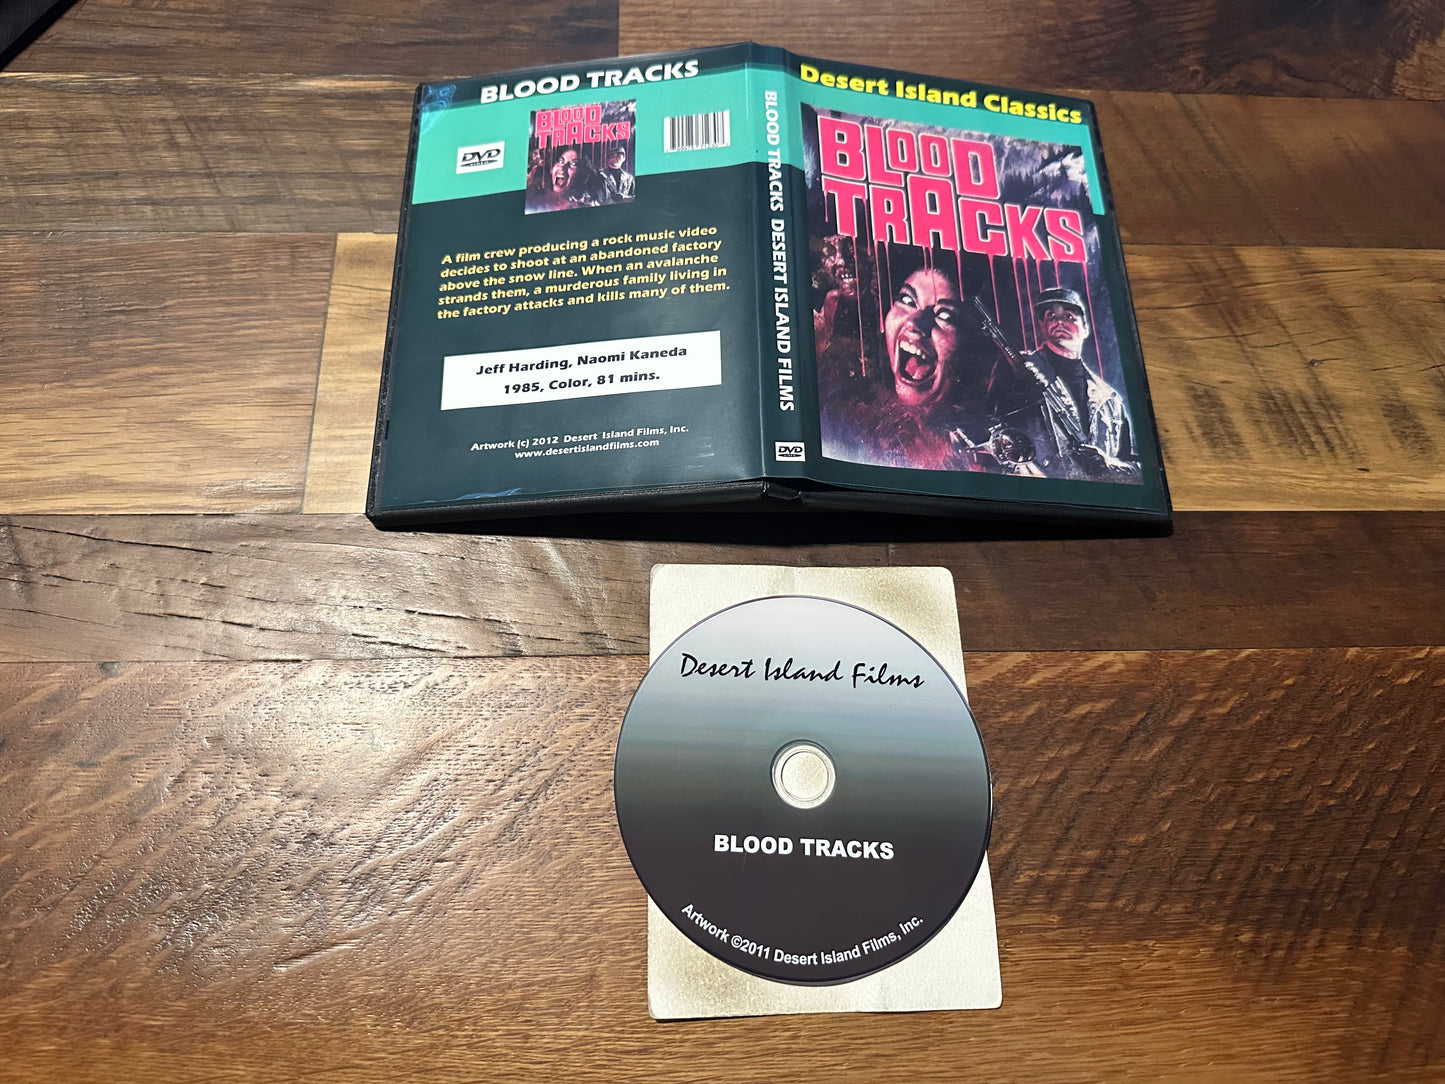 BLOOD TRACKS
BLOOD
TRACKS
DVD
VIDEO
A film crew producing a rock music video
decides to shoot at an abandoned factory
above the snow line. When an avalanche
strands them, a murderous family living in
the factory attacks and kills many of them.
Jeff Harding, Naomi Kaneda
1985, Color, 81 mins.
Artwork (c) 2012 Desert Island Films, Inc.
www.desertislandfilms.com
BLOOD TRACKS DESERT ISLAND FILMS
DVD
Desert Island Classics
BLOOD
TRACKS
Desert Island Films
BLOOD TRACKS
Artwork ©2011 Desert Island Films, Inc.